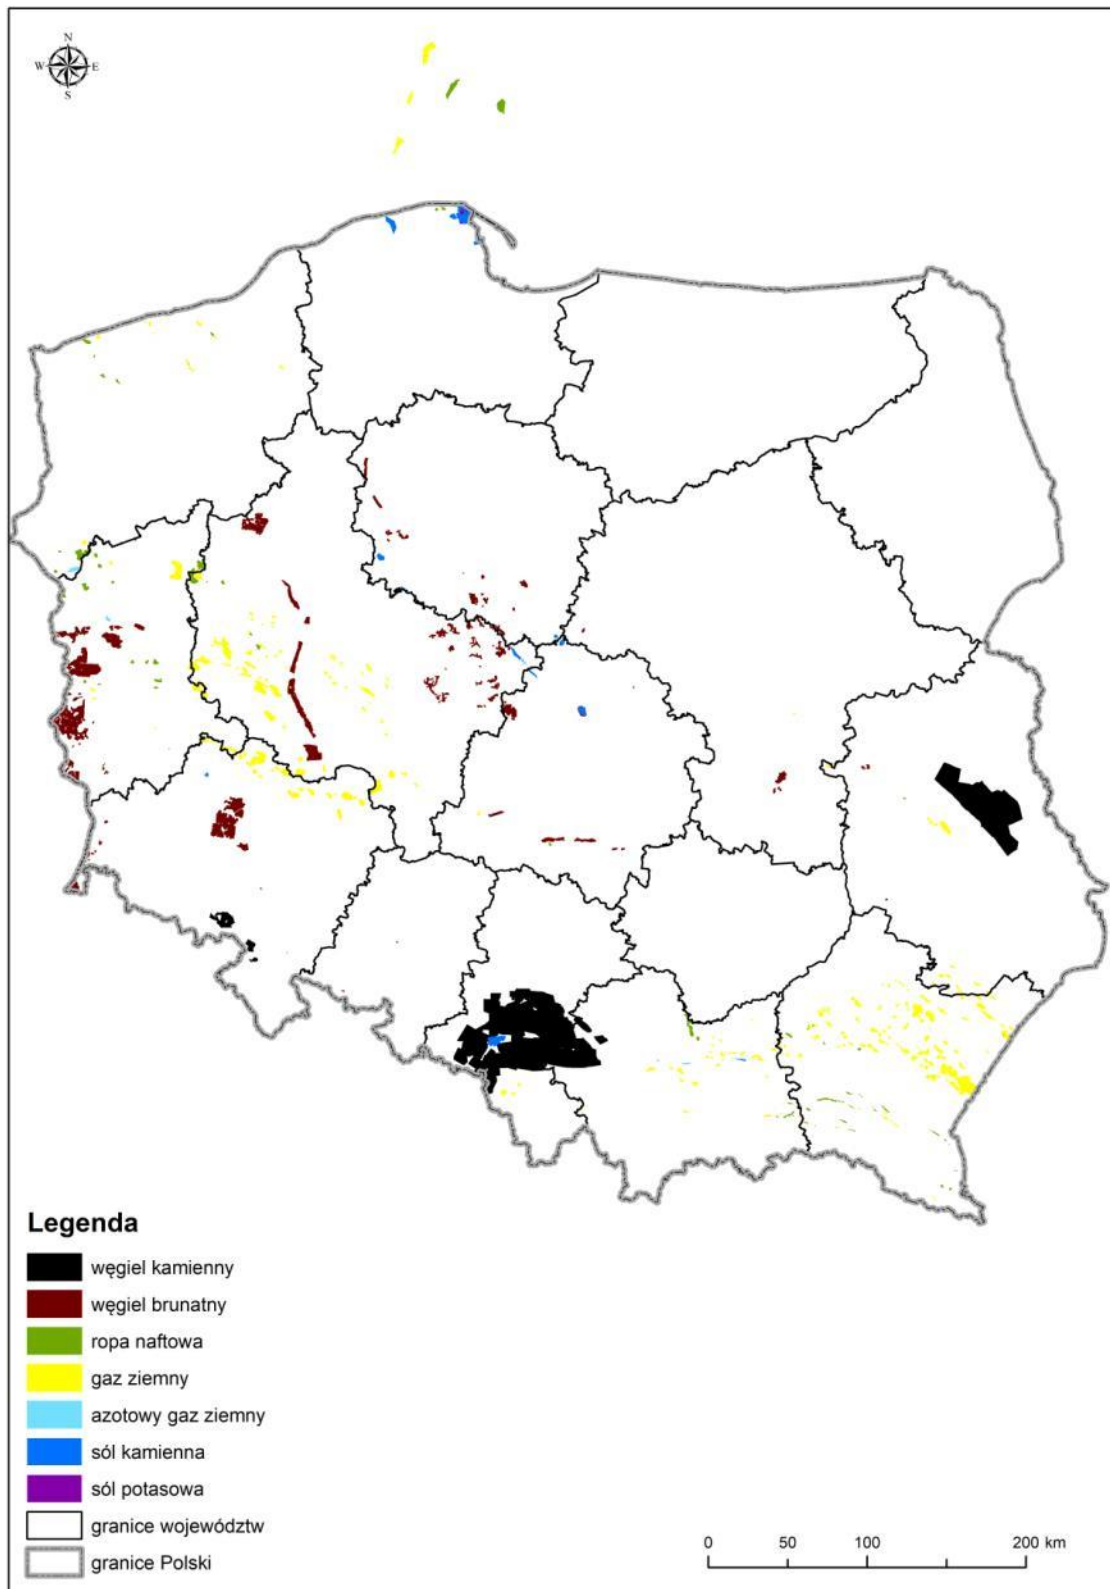 N
W E
S
Legenda
węgiel kamienny
węgiel brunatny
ropa naftowa
gaz ziemny
azotowy gaz ziemny
sól kamienna
sól potasowa
granice województw
granice Polski
0 50 100 200 km